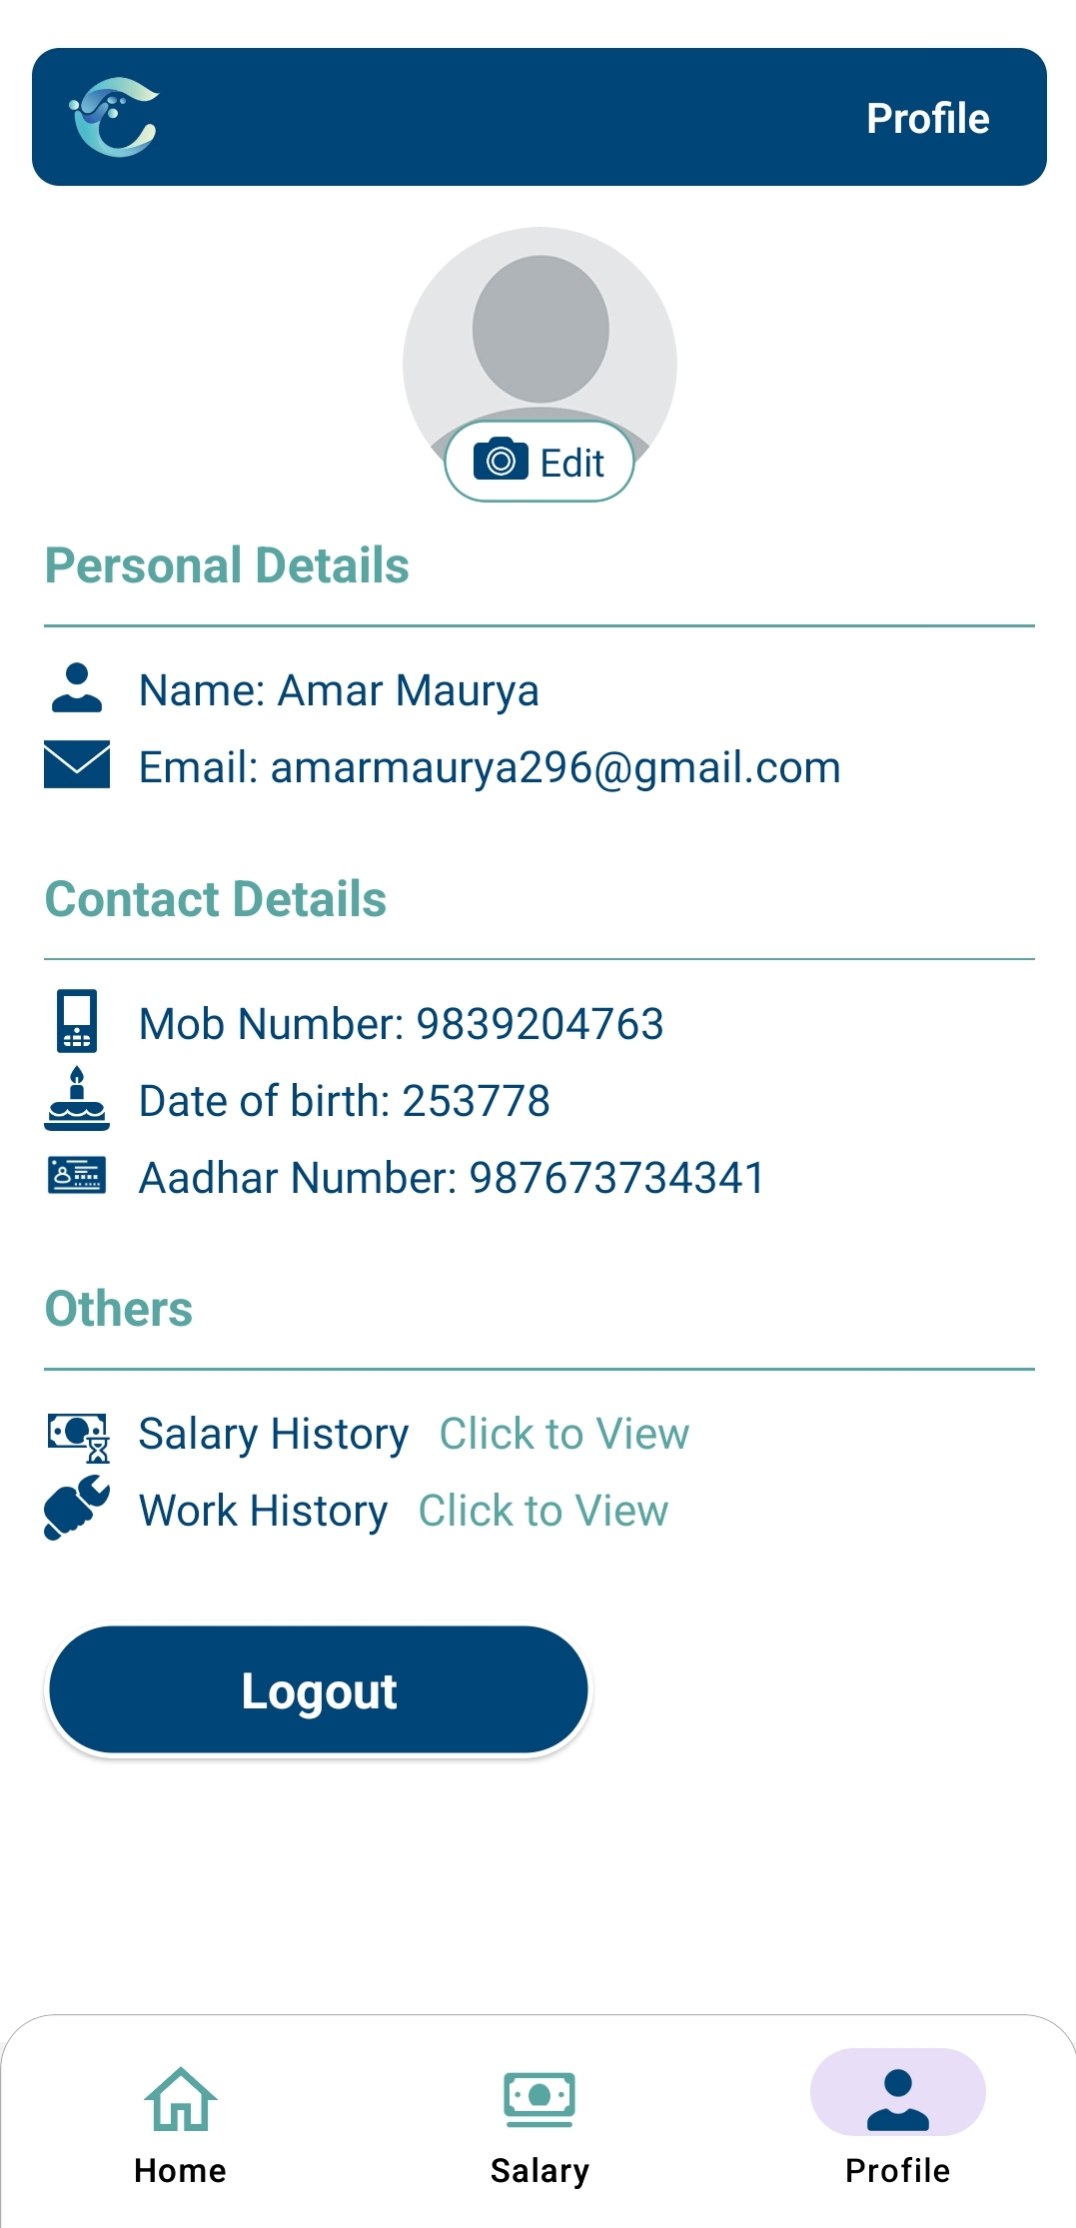 Profile
Edit
Personal Details
Name: Amar Maurya
Email: amarmaurya296@gmail.com
Contact Details
Mob Number: 9839204763
Date of birth: 253778
Aadhar Number: 987673734341
Others
Salary History Click to View
Work History Click to View
Logout
Home Salary Profile